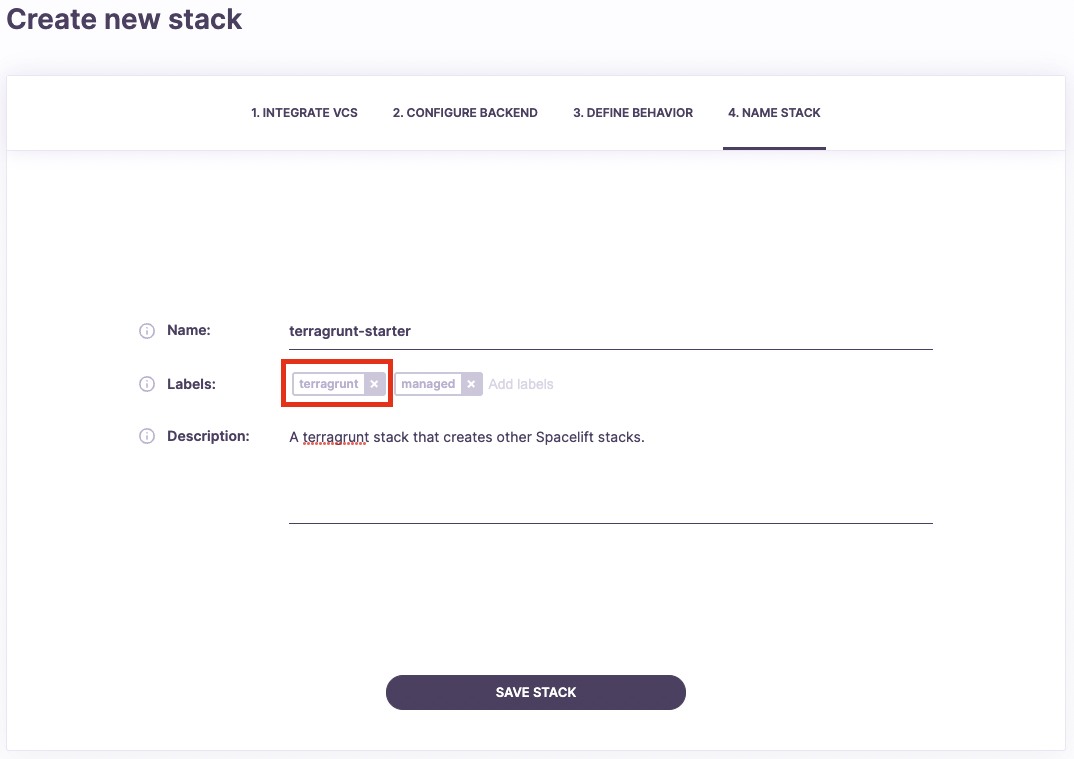 Create new stack
1. INTEGRATE VCS 2. CONFIGURE BACKEND 3. DEFINE BEHAVIOR 4. NAME STACK
Name: terragrunt-starter
Labels: terragrunt × managed × Add labels
Description: A terragrunt stack that creates other Spacelift stacks.
SAVE STACK